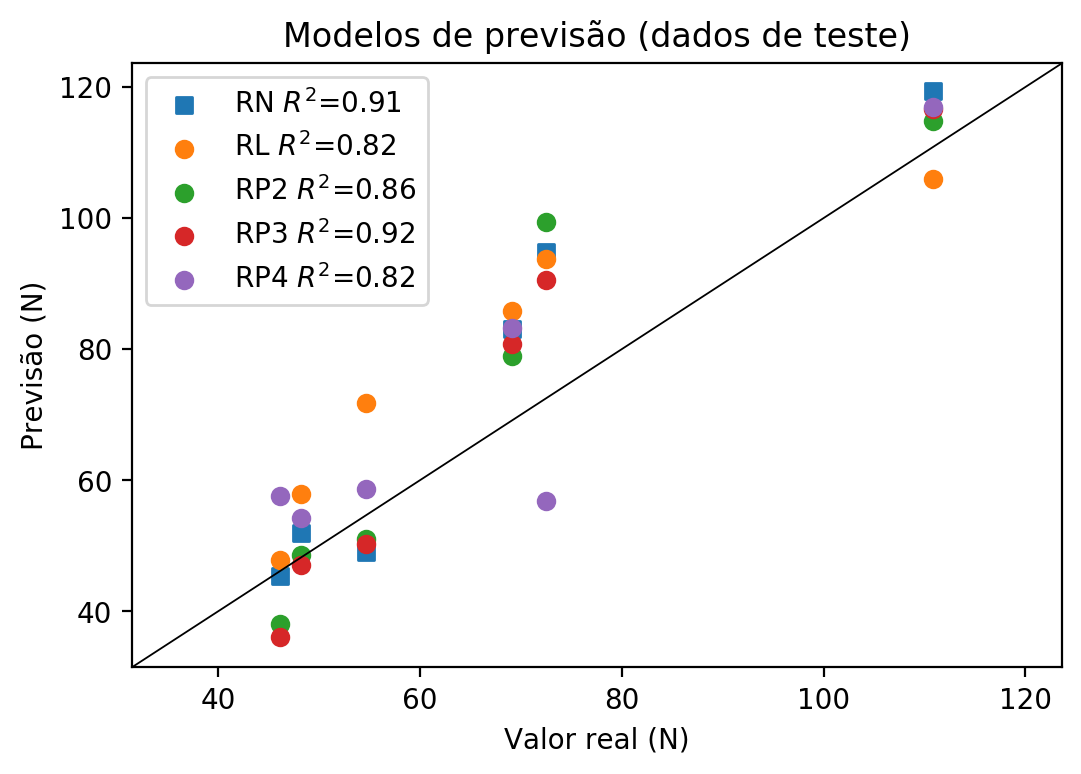 Modelos de previsão (dados de teste)
RN R²=0.91
RL R²=0.82
RP2 R²=0.86
RP3 R²=0.92
RP4 R²=0.82
120
100
80
60
40
Previsão (N)
40 60 80 100 120
Valor real (N)